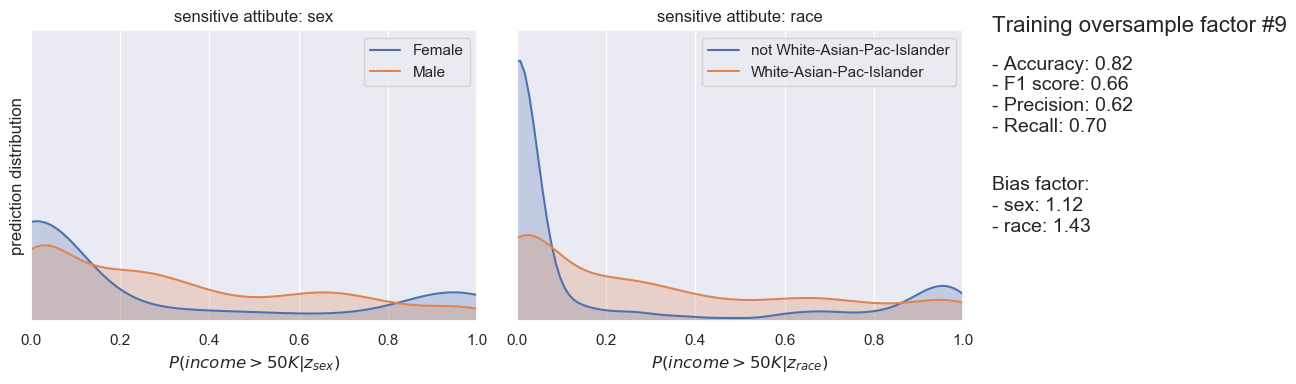 sensitive attibute: sex
Female
Male
prediction distribution
0.0 0.2 0.4 0.6 0.8 1.0
P(income > 50K|z_sex)
sensitive attibute: race
not White-Asian-Pac-Islander
White-Asian-Pac-Islander
0.0 0.2 0.4 0.6 0.8 1.0
P(income > 50K|z_race)
Training oversample factor #9
- Accuracy: 0.82
- F1 score: 0.66
- Precision: 0.62
- Recall: 0.70
Bias factor:
- sex: 1.12
- race: 1.43